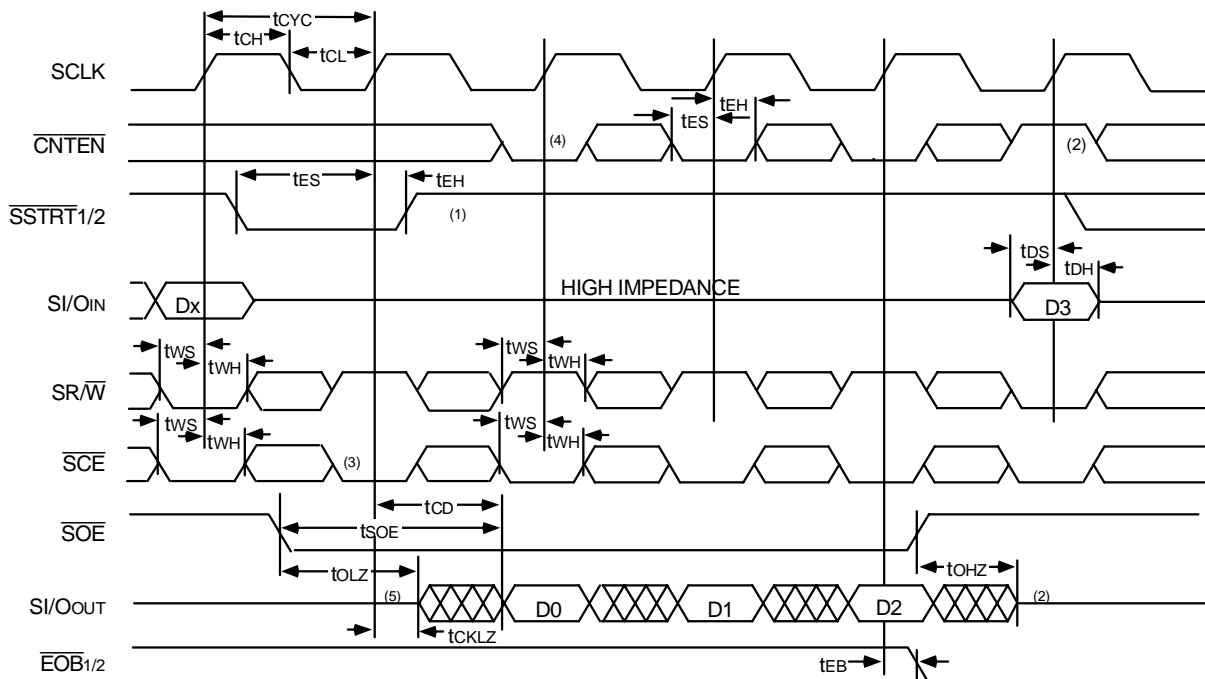 tCYC
tCH
tCL
SCLK
tEH
tES
CNTEN
(4)
(2)
tES
tEH
SSTRT1/2
(1)
tDS
tDH
SI/OIN
Dx
HIGH IMPEDANCE
D3
tWS
tWH
tWS
tWH
SR/W
tWS
tWH
tWS
tWH
SCE
(3)
tCD
SOE
tSOE
tOLZ
tOHZ
SI/OOUT
(5)
D0
D1
D2
(2)
tCKLZ
EOB1/2
tEB